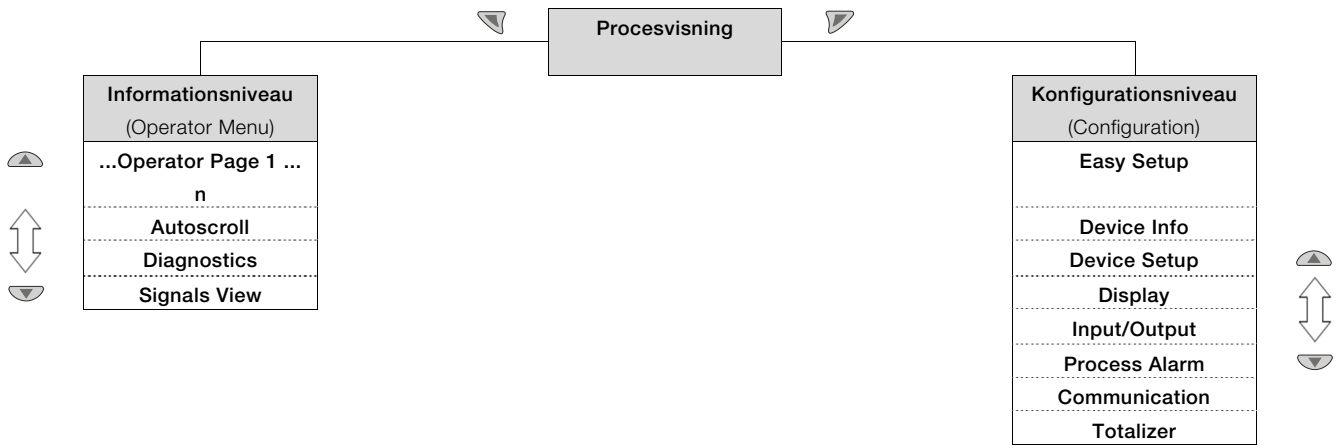 Procesvisning
Informationsniveau
(Operator Menu)
...Operator Page 1 ...
n
Autoscroll
Diagnostics
Signals View
Konfigurationsniveau
(Configuration)
Easy Setup
Device Info
Device Setup
Display
Input/Output
Process Alarm
Communication
Totalizer